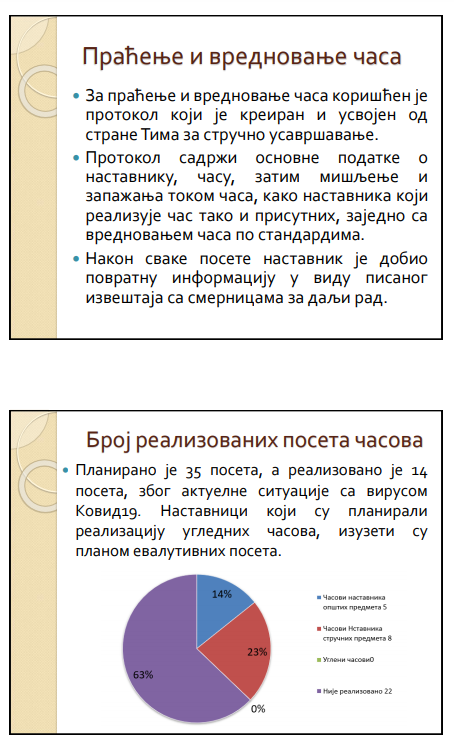 Праћење и вредновање часа
• За праћење и вредновање часа коришћен је
протокол који је креиран и усвојен од
стране Тима за стручно усавршавање.
• Протокол садржи основне податке о
наставнику, часу, затим мишљење и
запажања током часа, како наставника који
реализује час тако и присутних, заједно са
вредновањем часа по стандардима.
• Након сваке посете наставник је добио
повратну информацију у виду писаног
извештаја са смерницама за даљи рад.
Број реализованих посета часова
• Планирано је 35 посета, а реализовано је 14
посета, због актуелне ситуације са вирусом
Ковид19. Наставници који су планирали
реализацију угледних часова, изузети су
планом евалутивних посета.
14%
23%
0%
63%
Часови наставника
општих предмета 5
Часови Нставника
стручних предмета 8
Углени часови0
Није реализовано 22